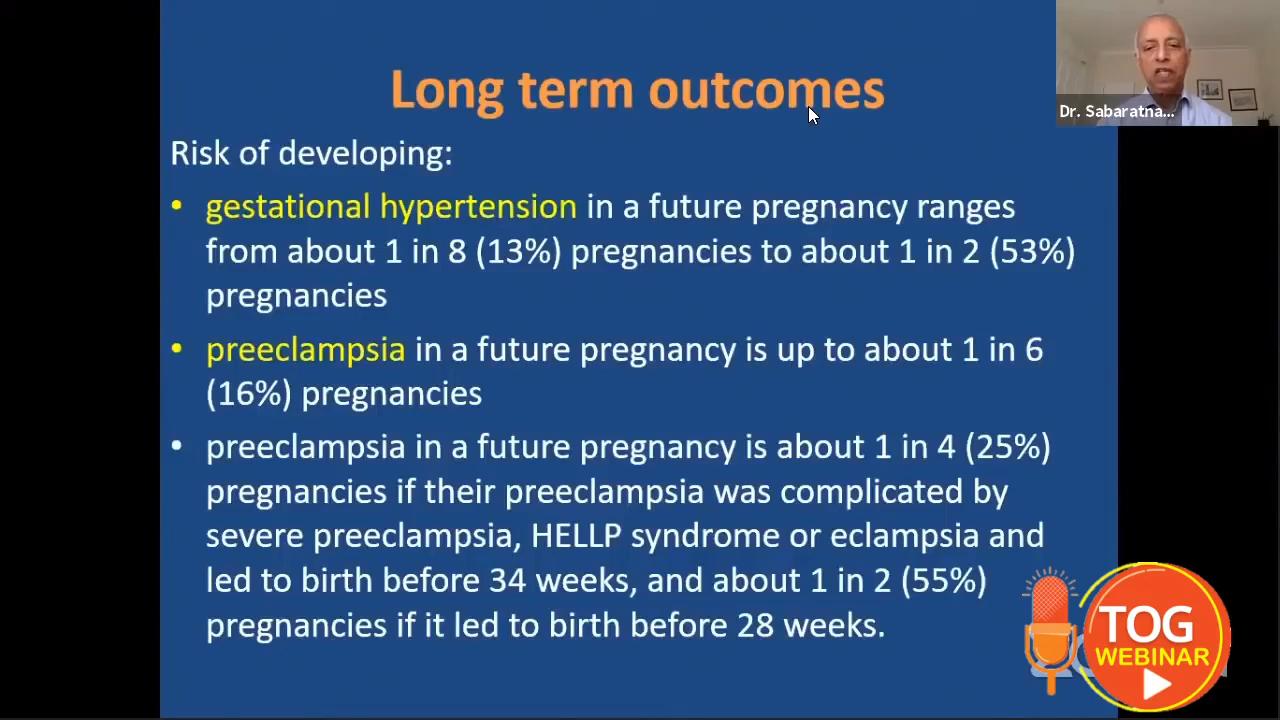 Long term outcomes
Dr. Sabaratna...
Risk of developing:
• gestational hypertension in a future pregnancy ranges
from about 1 in 8 (13%) pregnancies to about 1 in 2 (53%)
pregnancies
• preeclampsia in a future pregnancy is up to about 1 in 6
(16%) pregnancies
• preeclampsia in a future pregnancy is about 1 in 4 (25%)
pregnancies if their preeclampsia was complicated by
severe preeclampsia, HELLP syndrome or eclampsia and
led to birth before 34 weeks, and about 1 in 2 (55%)
pregnancies if it led to birth before 28 weeks.
TOG
WEBINAR